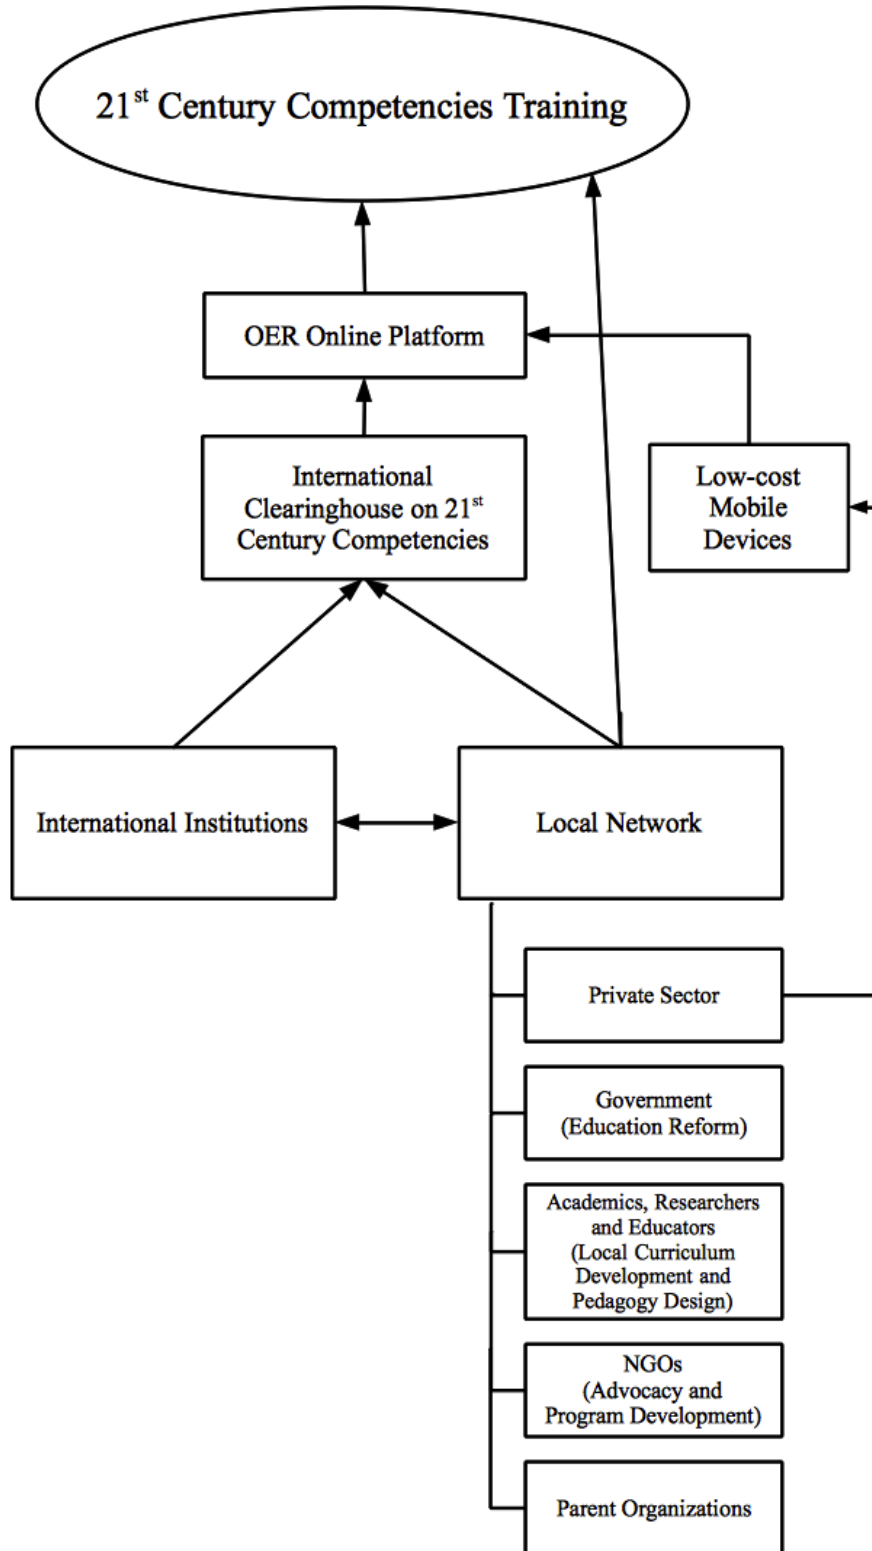 21st Century Competencies Training
OER Online Platform
International
Clearinghouse on 21st
Century Competencies
Low-cost
Mobile
Devices
International Institutions
Local Network
Private Sector
Government
(Education Reform)
Academics, Researchers
and Educators
(Local Curriculum
Development and
Pedagogy Design)
NGOs
(Advocacy and
Program Development)
Parent Organizations